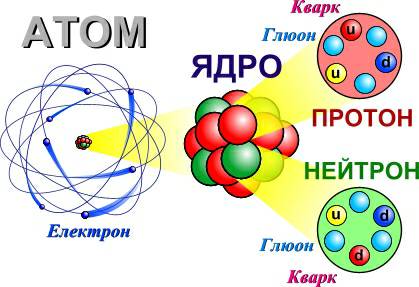 АТОМ
Електрон
ЯДРО
Кварк
Глюон
u
d
u
ПРОТОН
НЕЙТРОН
u
d
d
Глюон
Кварк